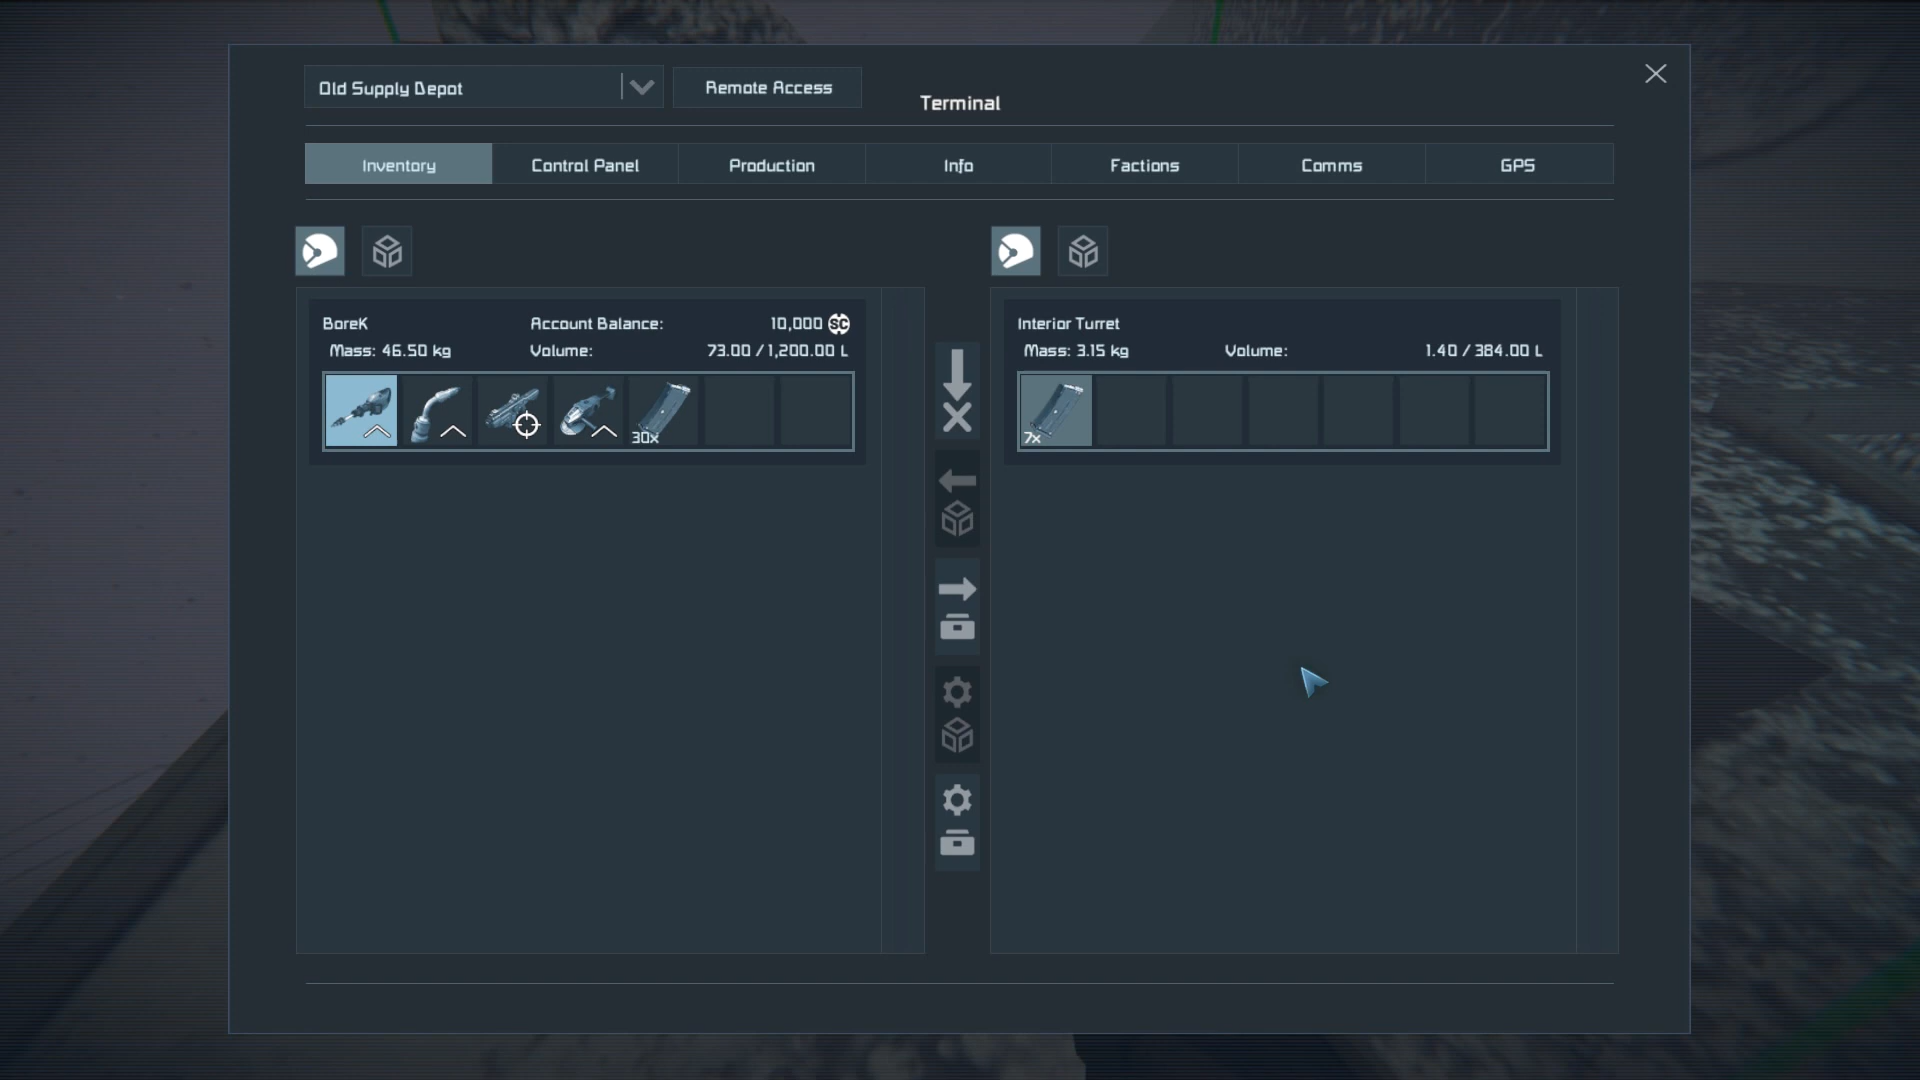 Old Supply Depot
Remote Access
Terminal
Inventory
Control Panel
Production
Info
Factions
Comms
GPS
BoreK
Account Balance: 10,000 SC
Mass: 46.50 kg
Volume: 73.00 / 1,200.00 L
30x
Interior Turret
Mass: 3.15 kg
Volume: 1.40 / 384.00 L
7x